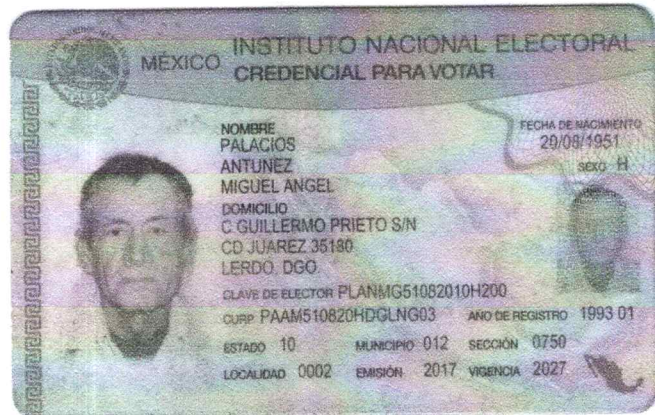 MÉXICO INSTITUTO NACIONAL ELECTORAL
CREDENCIAL PARA VOTAR
NOMBRE
PALACIOS
ANTUNEZ
MIGUEL ANGEL
FECHA DE NACIMIENTO
20/08/1951
SEXO H
DOMICILIO
C GUILLERMO PRIETO S/N
CD JUAREZ 35180
LERDO, DGO.
CLAVE DE ELECTOR PLANMG51082010H200
CURP PAAM510820HDGLNG03 AÑO DE REGISTRO 1993 01
ESTADO 10 MUNICIPIO 012 SECCIÓN 0750
LOCALIDAD 0002 EMISIÓN 2017 VIGENCIA 2027